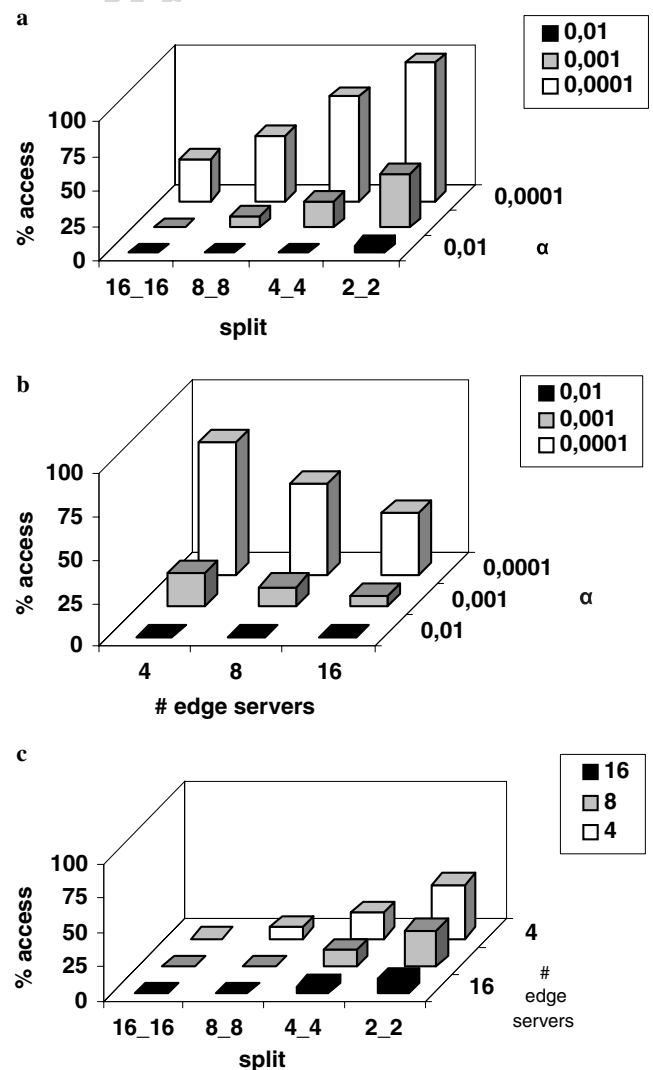 a
0,01
0,001
0,0001
100
75
50
25
0
% access
0,0001
0,01
α
16_16 8_8 4_4 2_2
split
b
0,01
0,001
0,0001
100
75
50
25
0
% access
0,0001
0,001
0,01
α
4 8 16
# edge servers
c
16
8
4
100
75
50
25
0
% access
4
16
#
edge
servers
16_16 8_8 4_4 2_2
split